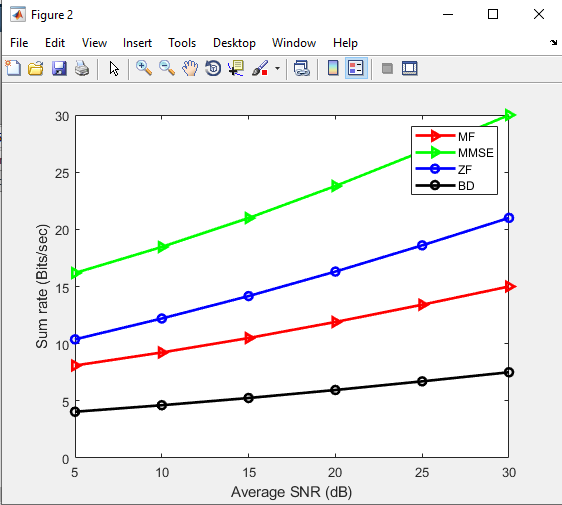 Figure 2
File Edit View Insert Tools Desktop Window Help
30
25
20
15
10
5
0
5 10 15 20 25 30
Sum rate (Bits/sec)
Average SNR (dB)
MF
MMSE
ZF
BD